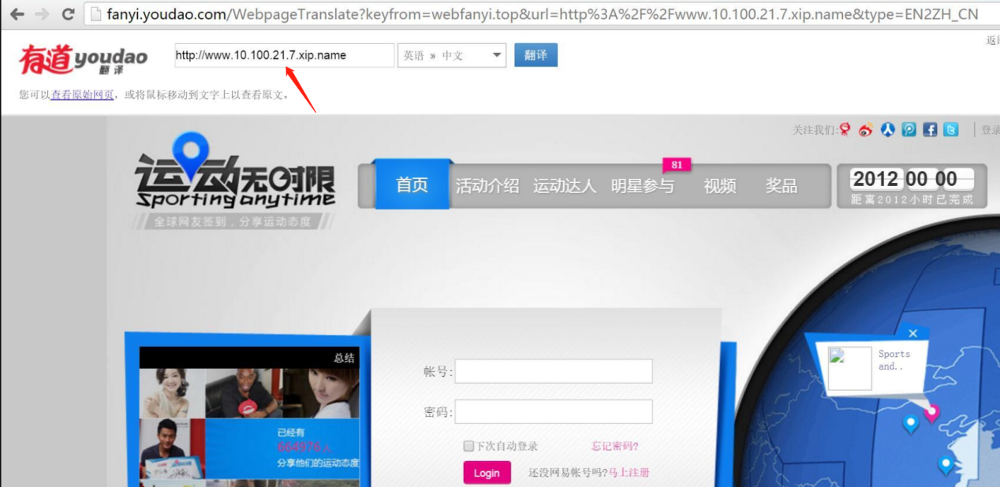 fanyi.youdao.com/WebpageTranslate?keyfrom=webfanyi.top&url=http%3A%2F%2Fwww.10.100.21.7.xip.name&type=EN2ZH_CN
返回
有道 youdao
翻译
http://www.10.100.21.7.xip.name
英语 » 中文
翻译
您可以查看原始网页，或将鼠标移动到文字上以查看原文。
关注我们:
登录
运动无时限
Sporting anytime
全球网友签到，分享运动态度
首页
活动介绍
运动达人
明星参与
81
视频
奖品
2012 00 00
距离2012小时已完成
总结
已经有
664976人
分享他们的运动态度
帐号:
密码:
下次自动登录
忘记密码?
Login
还没网易帐号吗?马上注册
Sports
and..